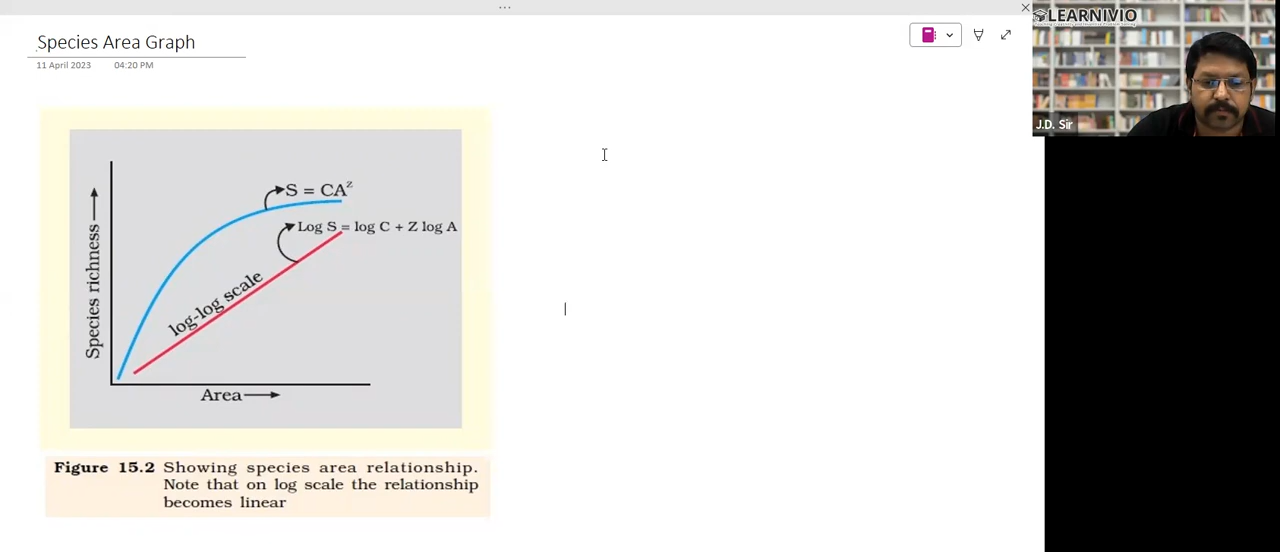 LEARNIVIO
Species Area Graph
11 April 2023 04:20 PM
J.D. Sir
S = CA^z
Log S = log C + Z log A
log-log scale
Species richness
Area
Figure 15.2 Showing species area relationship.
Note that on log scale the relationship
becomes linear